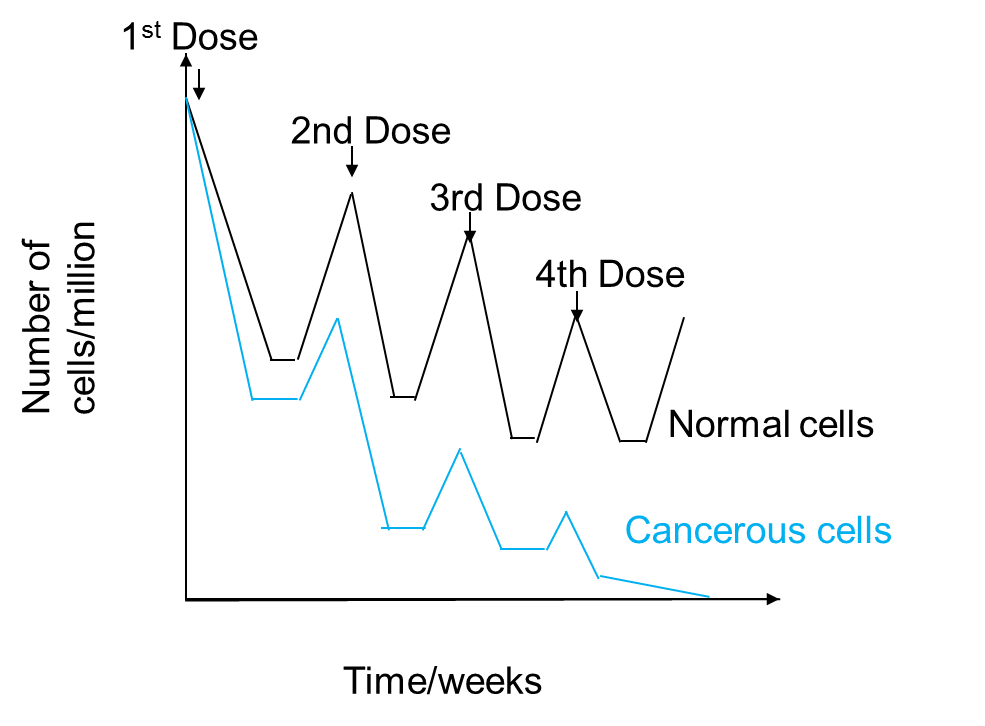 1st Dose
2nd Dose
3rd Dose
4th Dose
Number of
cells/million
Normal cells
Cancerous cells
Time/weeks